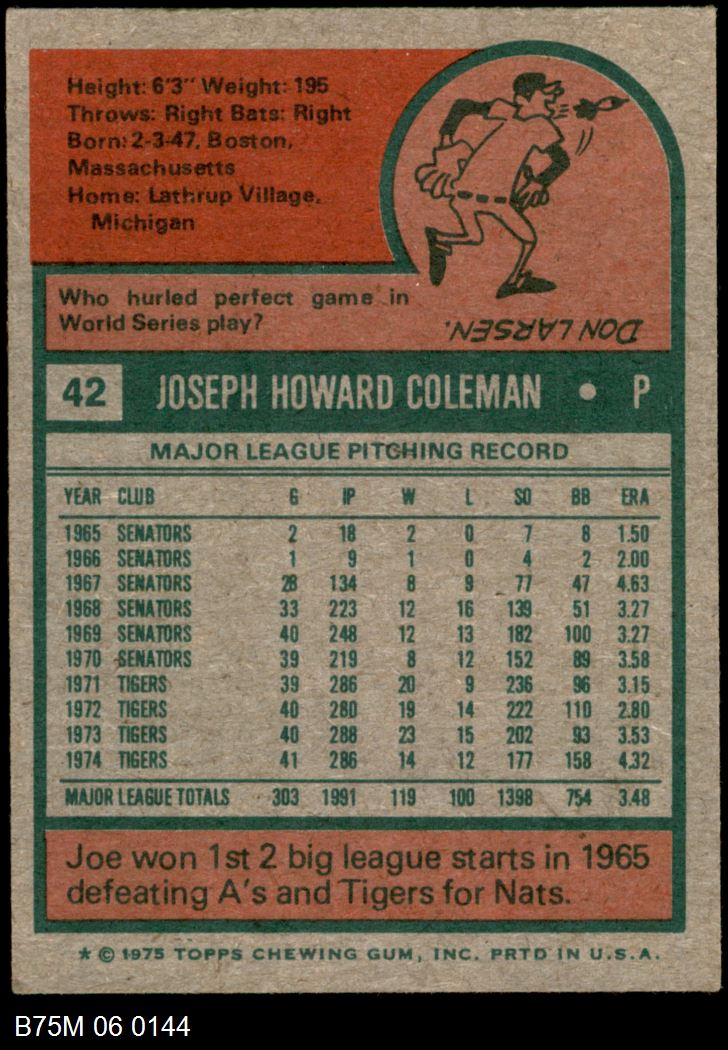 Height: 6'3" Weight: 195
Throws: Right Bats: Right
Born: 2-3-47, Boston,
Massachusetts
Home: Lathrup Village,
Michigan
Who hurled perfect game in
World Series play?
DON LARSEN.
42 JOSEPH HOWARD COLEMAN • P
MAJOR LEAGUE PITCHING RECORD
YEAR CLUB G IP W L SO BB ERA
1965 SENATORS 2 18 2 0 7 8 1.50
1966 SENATORS 1 9 1 0 4 2 2.00
1967 SENATORS 28 134 8 9 77 47 4.63
1968 SENATORS 33 223 12 16 139 51 3.27
1969 SENATORS 40 248 12 13 182 100 3.27
1970 SENATORS 39 219 8 12 152 89 3.58
1971 TIGERS 39 286 20 9 236 96 3.15
1972 TIGERS 40 280 19 14 222 110 2.80
1973 TIGERS 40 288 23 15 202 93 3.53
1974 TIGERS 41 286 14 12 177 158 4.32
MAJOR LEAGUE TOTALS 303 1991 119 100 1398 754 3.48
Joe won 1st 2 big league starts in 1965
defeating A's and Tigers for Nats.
* © 1975 TOPPS CHEWING GUM, INC. PRTD IN U.S.A.
B75M 06 0144